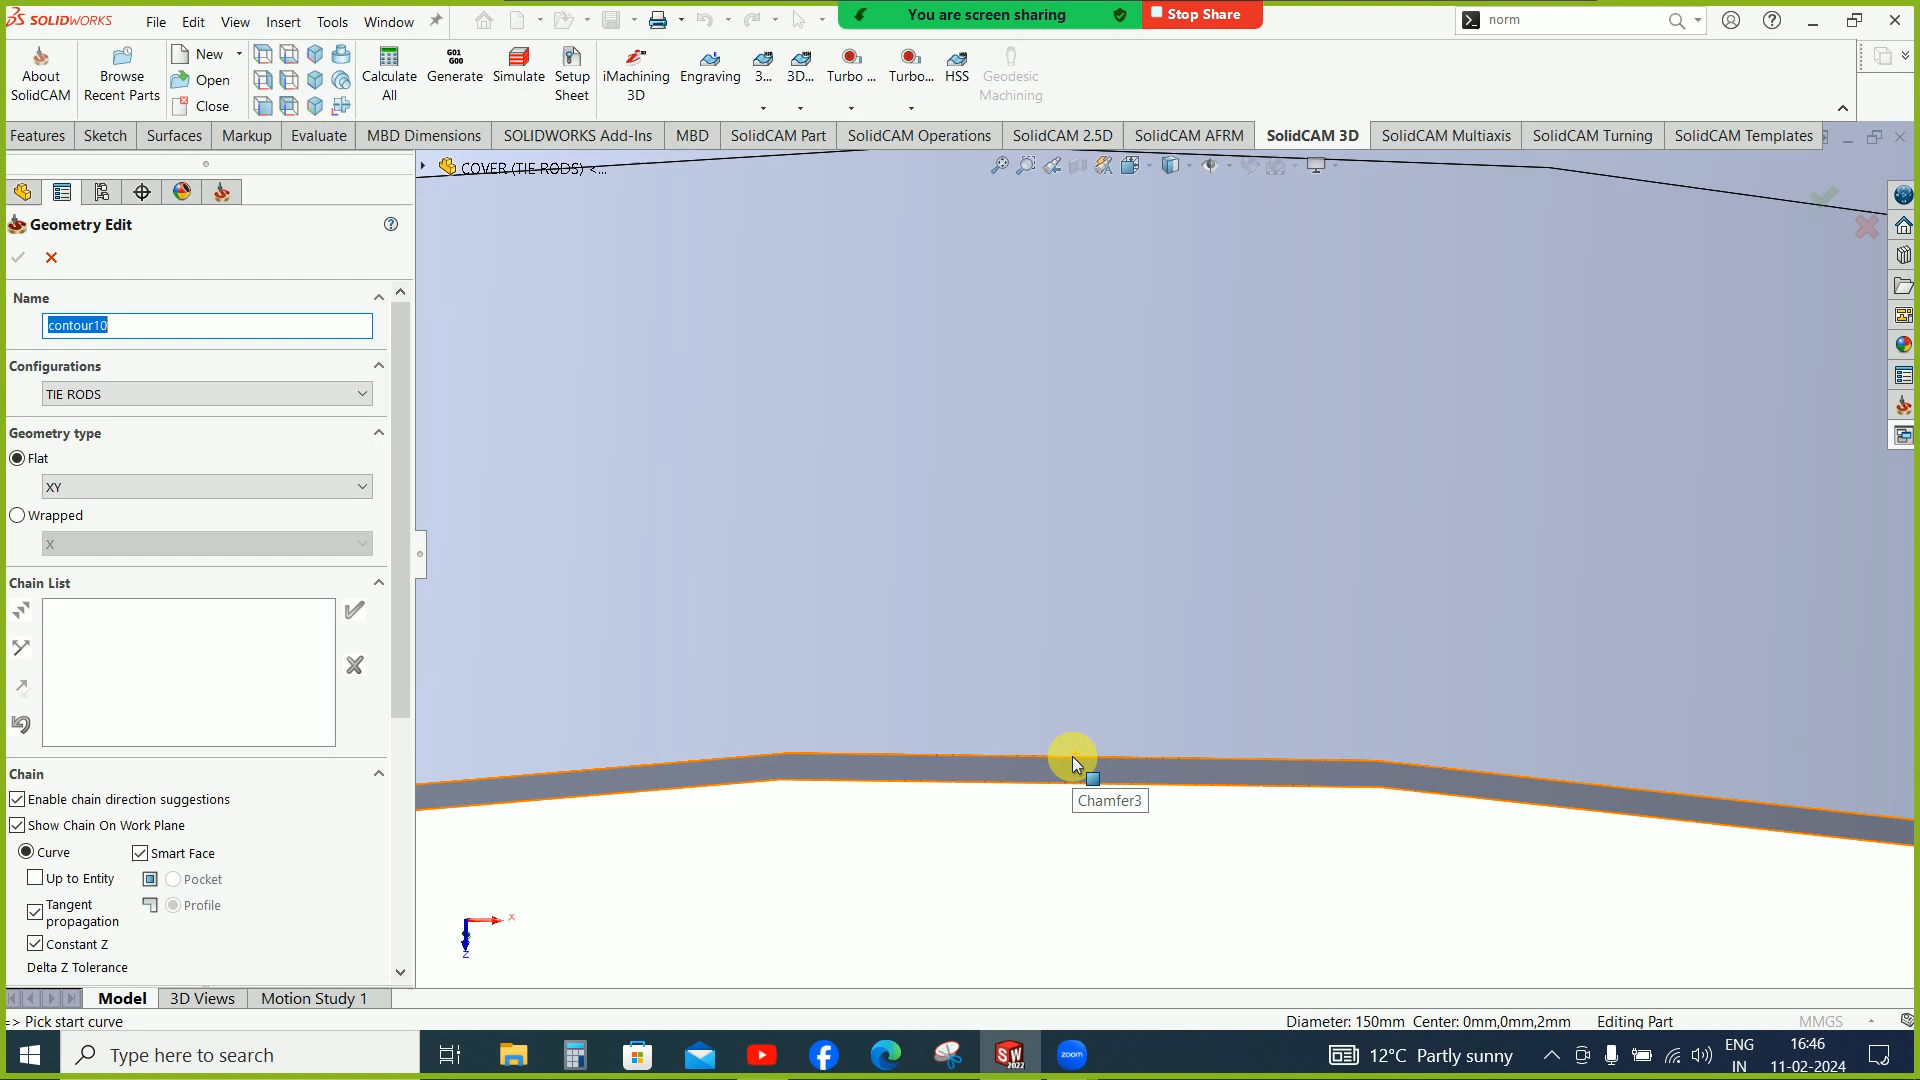 SOLIDWORKS File Edit View Insert Tools Window
You are screen sharing Stop Share
norm
About SolidCAM
Browse Recent Parts
New
Open
Close
Calculate All
G01 G00
Generate
Simulate
Setup Sheet
iMachining 3D
Engraving
3...
3D...
Turbo ...
Turbo...
HSS
Geodesic Machining
Features Sketch Surfaces Markup Evaluate MBD Dimensions SOLIDWORKS Add-Ins MBD SolidCAM Part SolidCAM Operations SolidCAM 2.5D SolidCAM AFRM SolidCAM 3D SolidCAM Multiaxis SolidCAM Turning SolidCAM Templates
COVER (TIE RODS) <...
Geometry Edit
Name
contour10
Configurations
TIE RODS
Geometry type
Flat
XY
Wrapped
X
Chain List
Chain
Enable chain direction suggestions
Show Chain On Work Plane
Curve Smart Face
Up to Entity Pocket
Tangent propagation Profile
Constant Z
Delta Z Tolerance
Chamfer3
X
Z
Model 3D Views Motion Study 1
=> Pick start curve
Diameter: 150mm Center: 0mm,0mm,2mm Editing Part MMGS
Type here to search
SW 2022
zoom
12°C Partly sunny
ENG IN
16:46
11-02-2024